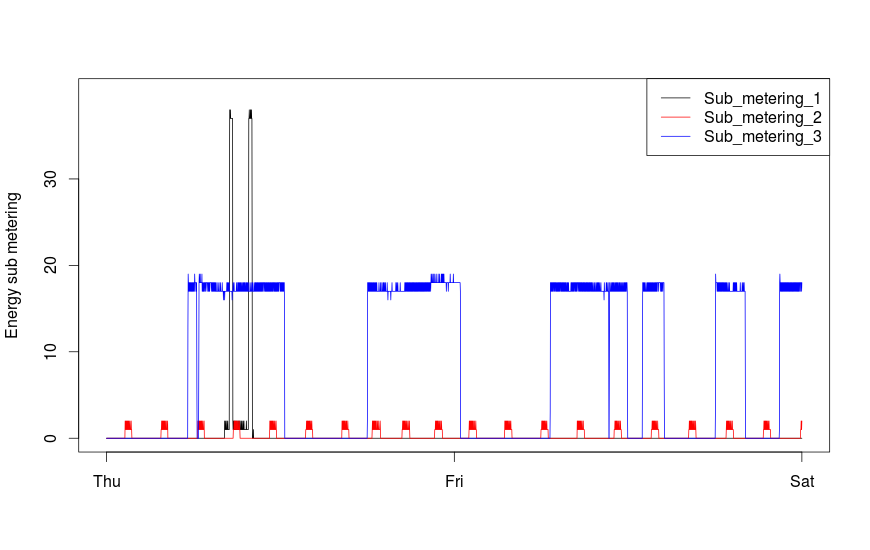 Sub_metering_1
Sub_metering_2
Sub_metering_3
Energy sub metering
30
20
10
0
Thu Fri Sat